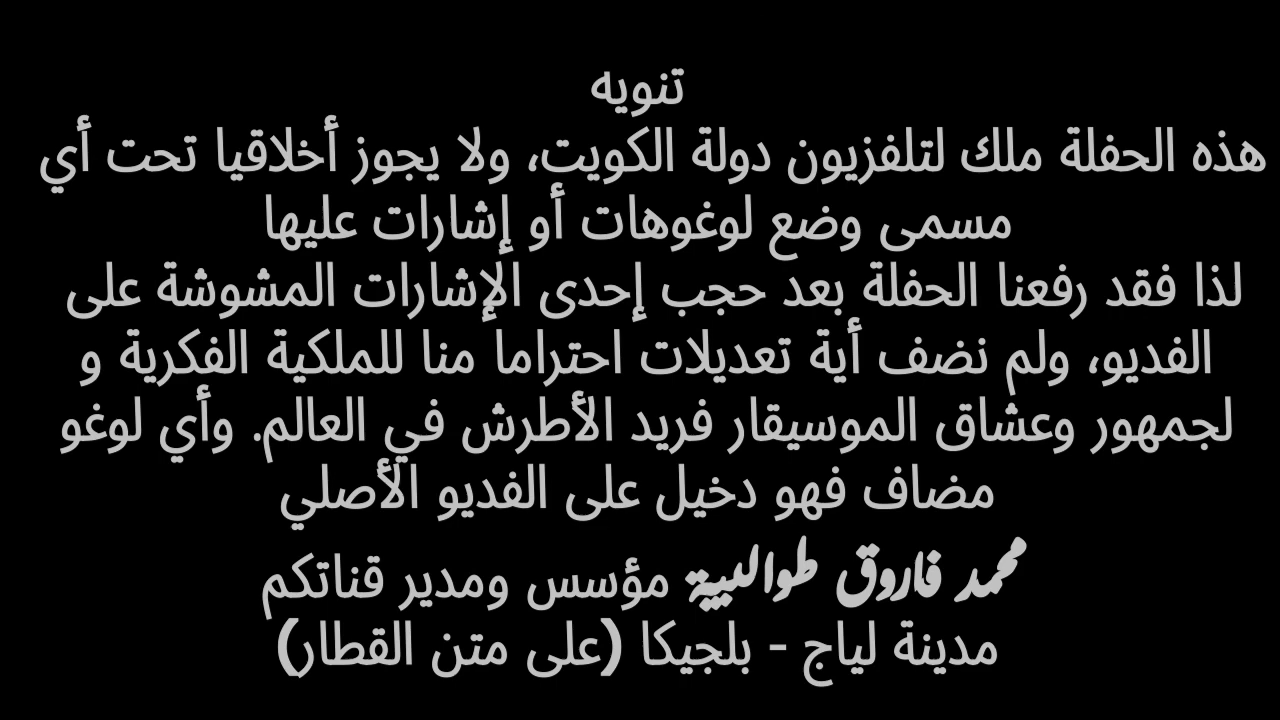 تنويه
هذه الحفلة ملك لتلفزيون دولة الكويت، ولا يجوز أخلاقيا تحت أي
مسمى وضع لوغوهات أو إشارات عليها
لذا فقد رفعنا الحفلة بعد حجب إحدى الإشارات المشوشة على
الفديو، ولم نضف أية تعديلات احتراما منا للملكية الفكرية و
لجمهور وعشاق الموسيقار فريد الأطرش في العالم. وأي لوغو
مضاف فهو دخيل على الفديو الأصلي
محمد فاروق طوالبية مؤسس ومدير قناتكم
مدينة لياج - بلجيكا (على متن القطار)